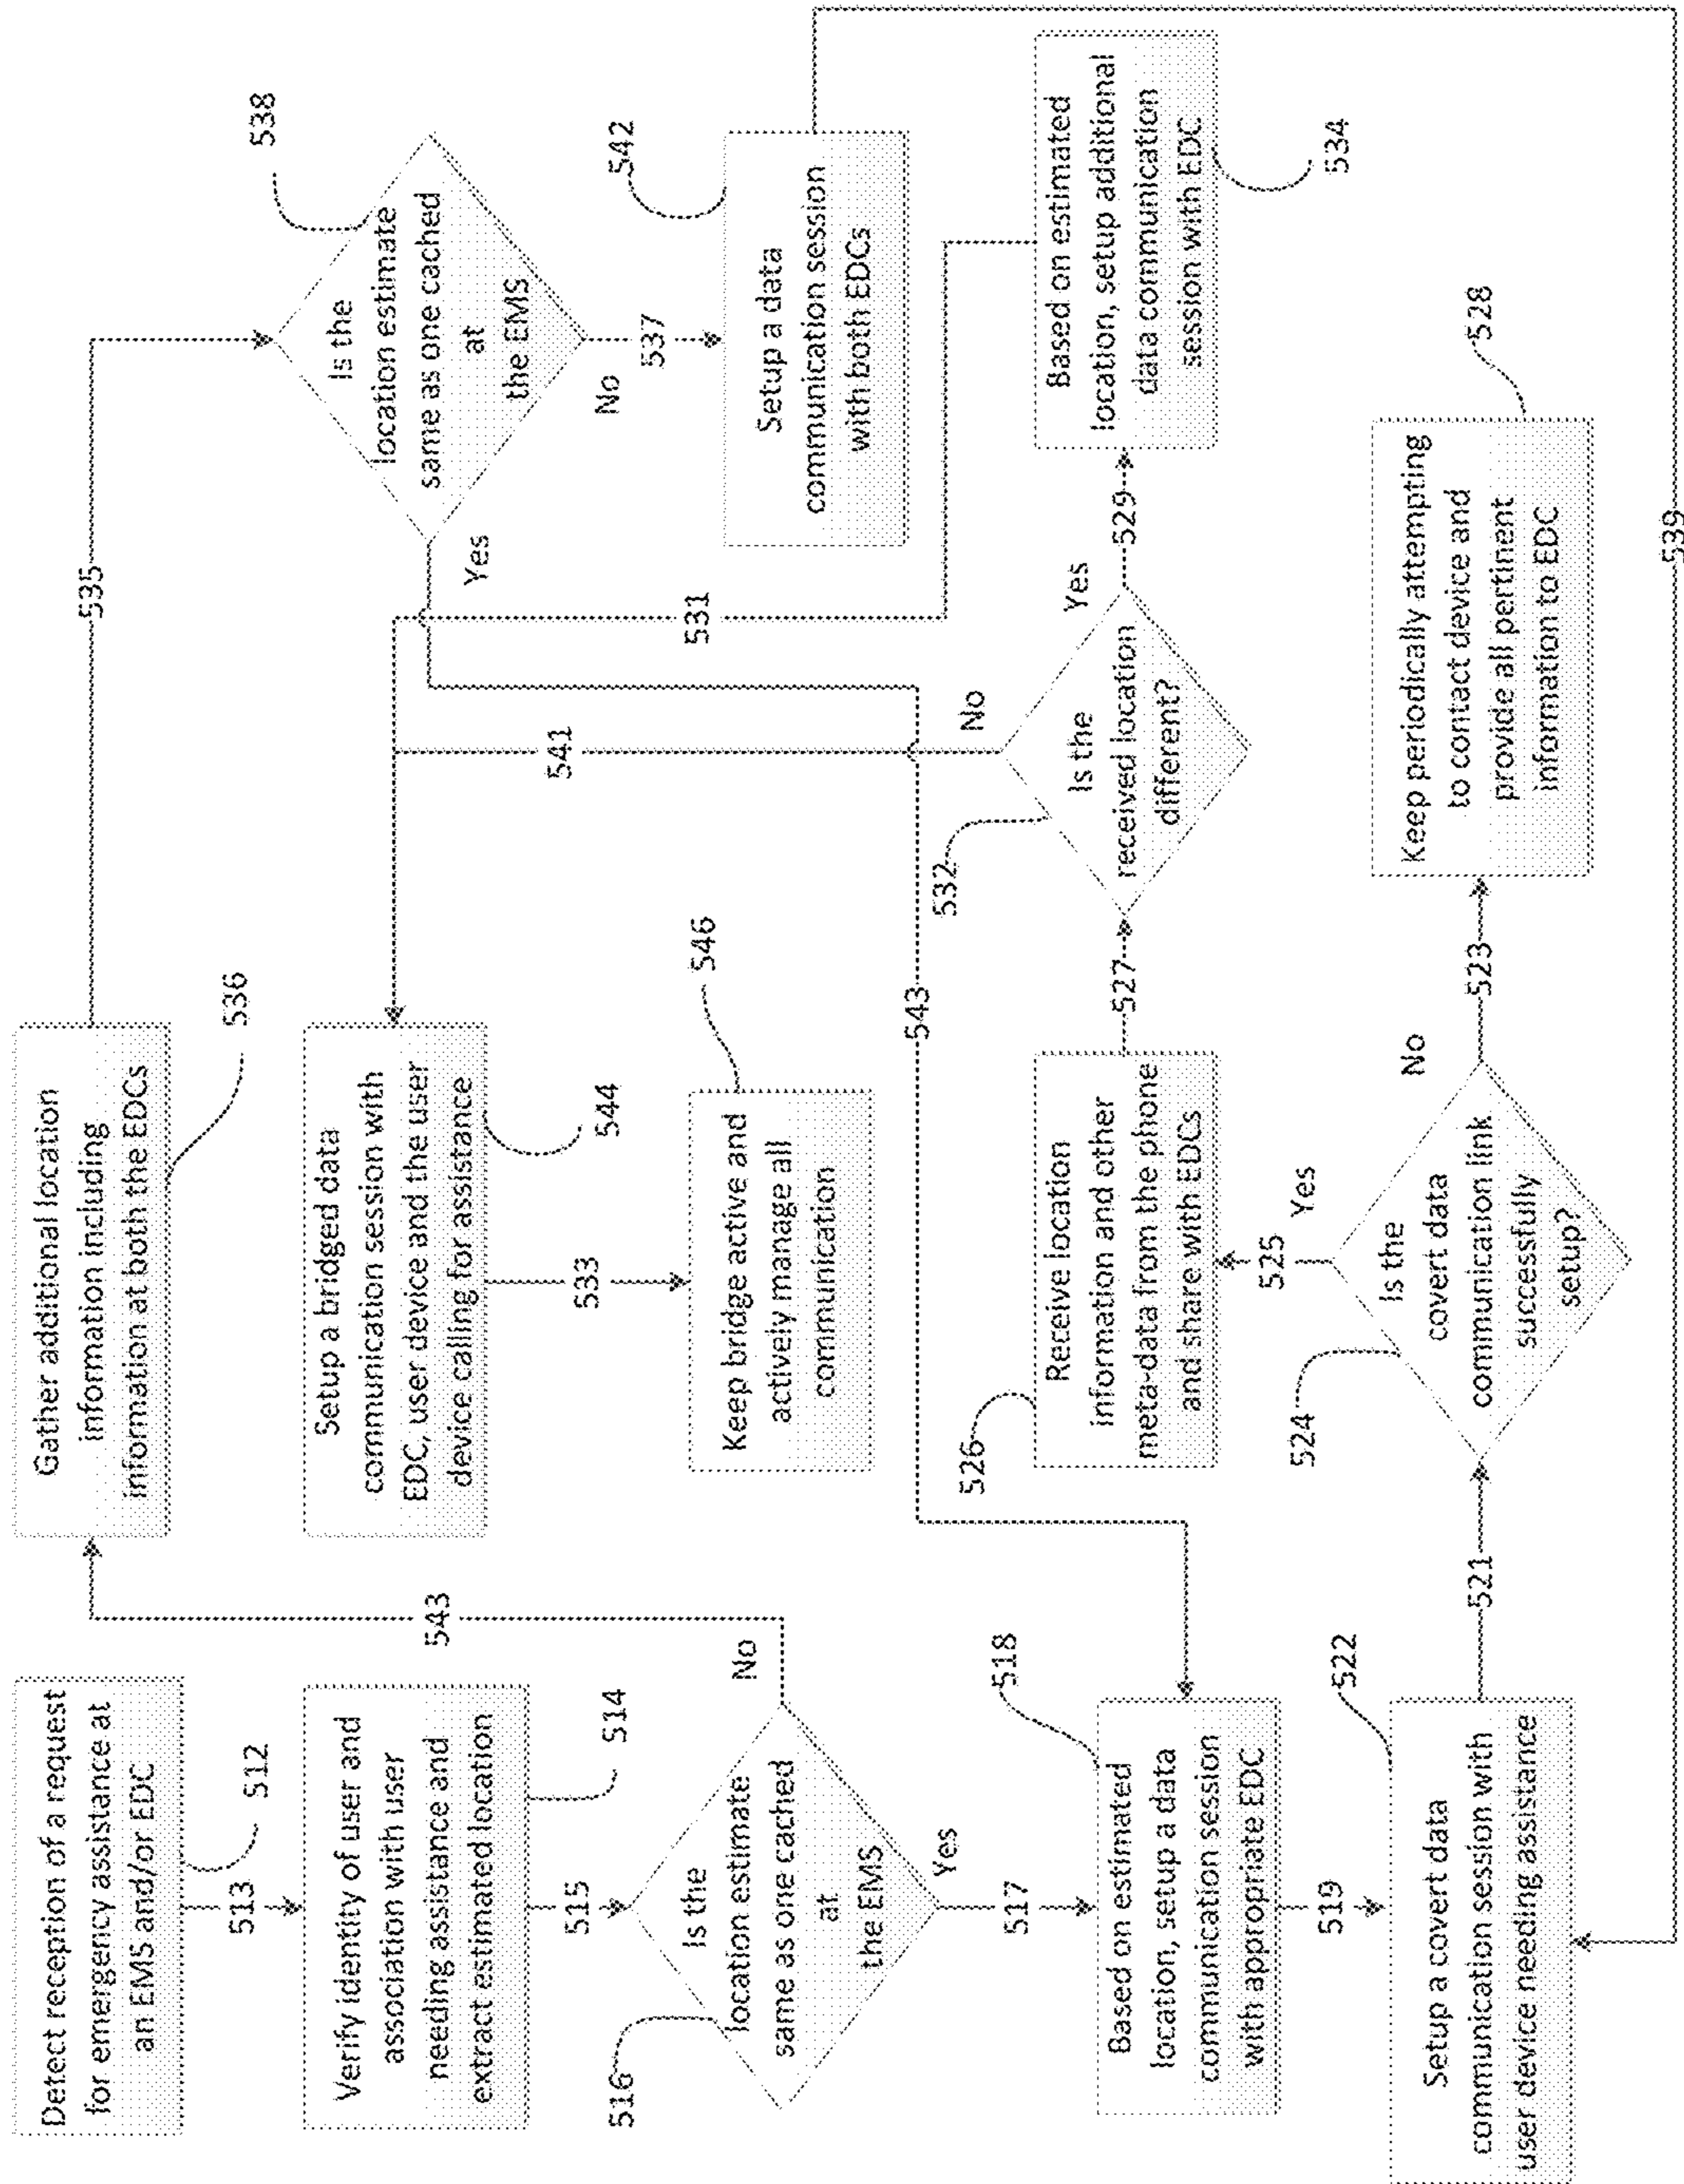 Detect reception of a request
for emergency assistance at
an EMS and/or EDC
512
513
Verify identity of user and
association with user
needing assistance and
extract estimated location
514
515
Is the
location estimate
same as one cached
at
the EMS
516
No
543
Yes
517
Based on estimated
location, setup a data
communication session
with appropriate EDC
518
519
Setup a covert data
communication session with
user device needing assistance
522
521
Gather additional location
information including
information at both the EDCs
536
535
Setup a bridged data
communication session with
EDC, user device and the user
device calling for assistance
544
533
Keep bridge active and
actively manage all
communication
546
543
Receive location
information and other
meta-data from the phone
and share with EDCs
526
527
525
Yes
Is the
covert data
communication link
successfully
setup?
524
No
523
Is the
location estimate
same as one cached
at
the EMS
538
Yes
No
537
Setup a data
communication session
with both EDCs
542
531
541
No
Is the
received location
different?
532
Yes
529
Based on estimated
location, setup additional
data communication
session with EDC
534
Keep periodically attempting
to contact device and
provide all pertinent
information to EDC
528
539